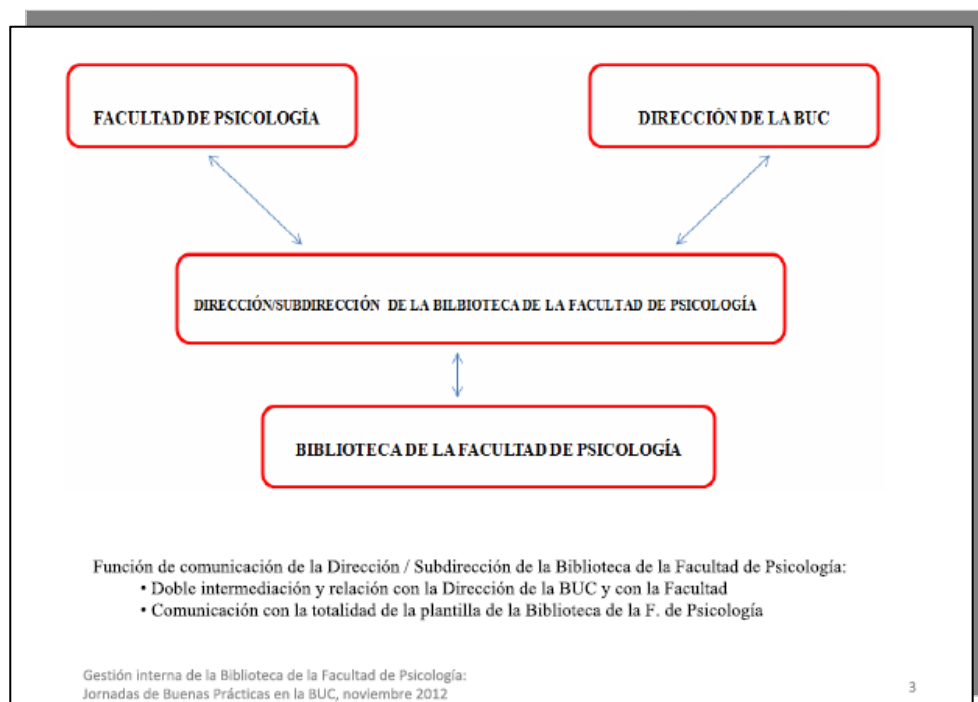 FACULTAD DE PSICOLOGÍA
DIRECCIÓN DE LA BUC
DIRECCIÓN/SUBDIRECCIÓN DE LA BILBIOTECA DE LA FACULTAD DE PSICOLOGÍA
BIBLIOTECA DE LA FACULTAD DE PSICOLOGÍA
Función de comunicación de la Dirección / Subdirección de la Biblioteca de la Facultad de Psicología:
• Doble intermediación y relación con la Dirección de la BUC y con la Facultad
• Comunicación con la totalidad de la plantilla de la Biblioteca de la F. de Psicología
Gestión interna de la Biblioteca de la Facultad de Psicología:
Jornadas de Buenas Prácticas en la BUC, noviembre 2012
3